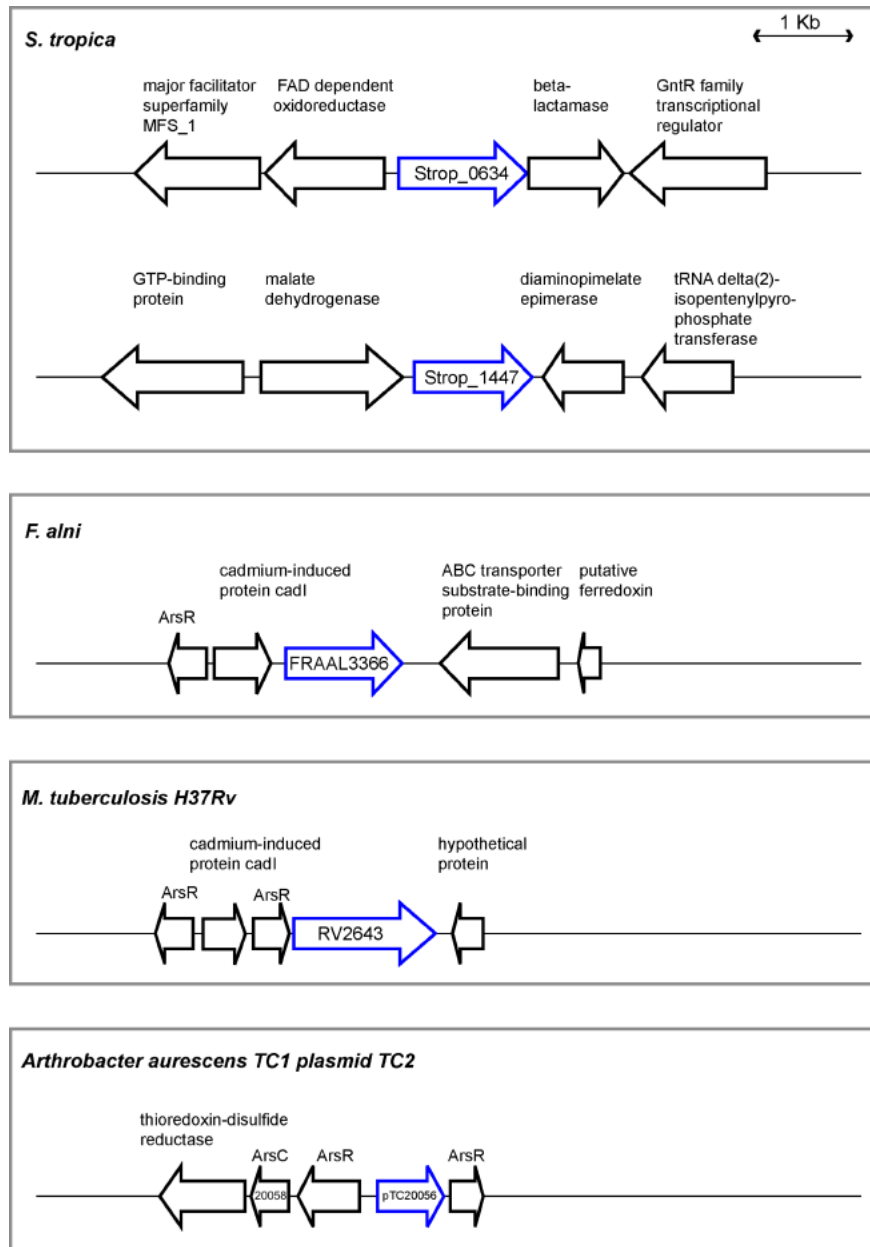 S. tropica
1 Kb
major facilitator
superfamily
MFS_1
FAD dependent
oxidoreductase
beta-
lactamase
GntR family
transcriptional
regulator
Strop_0634
GTP-binding
protein
malate
dehydrogenase
diaminopimelate
epimerase
tRNA delta(2)-
isopentenylpyro-
phosphate
transferase
Strop_1447
F. alni
ArsR
cadmium-induced
protein cadI
ABC transporter
substrate-binding
protein
putative
ferredoxin
FRAAL3366
M. tuberculosis H37Rv
ArsR
cadmium-induced
protein cadI
ArsR
hypothetical
protein
RV2643
Arthrobacter aurescens TC1 plasmid TC2
thioredoxin-disulfide
reductase
ArsC
ArsR
ArsR
20058
pTC20056